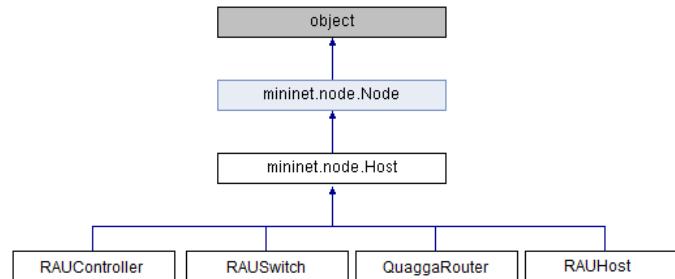 object
mininet.node.Node
mininet.node.Host
RAUController
RAUSwitch
QuaggaRouter
RAUHost